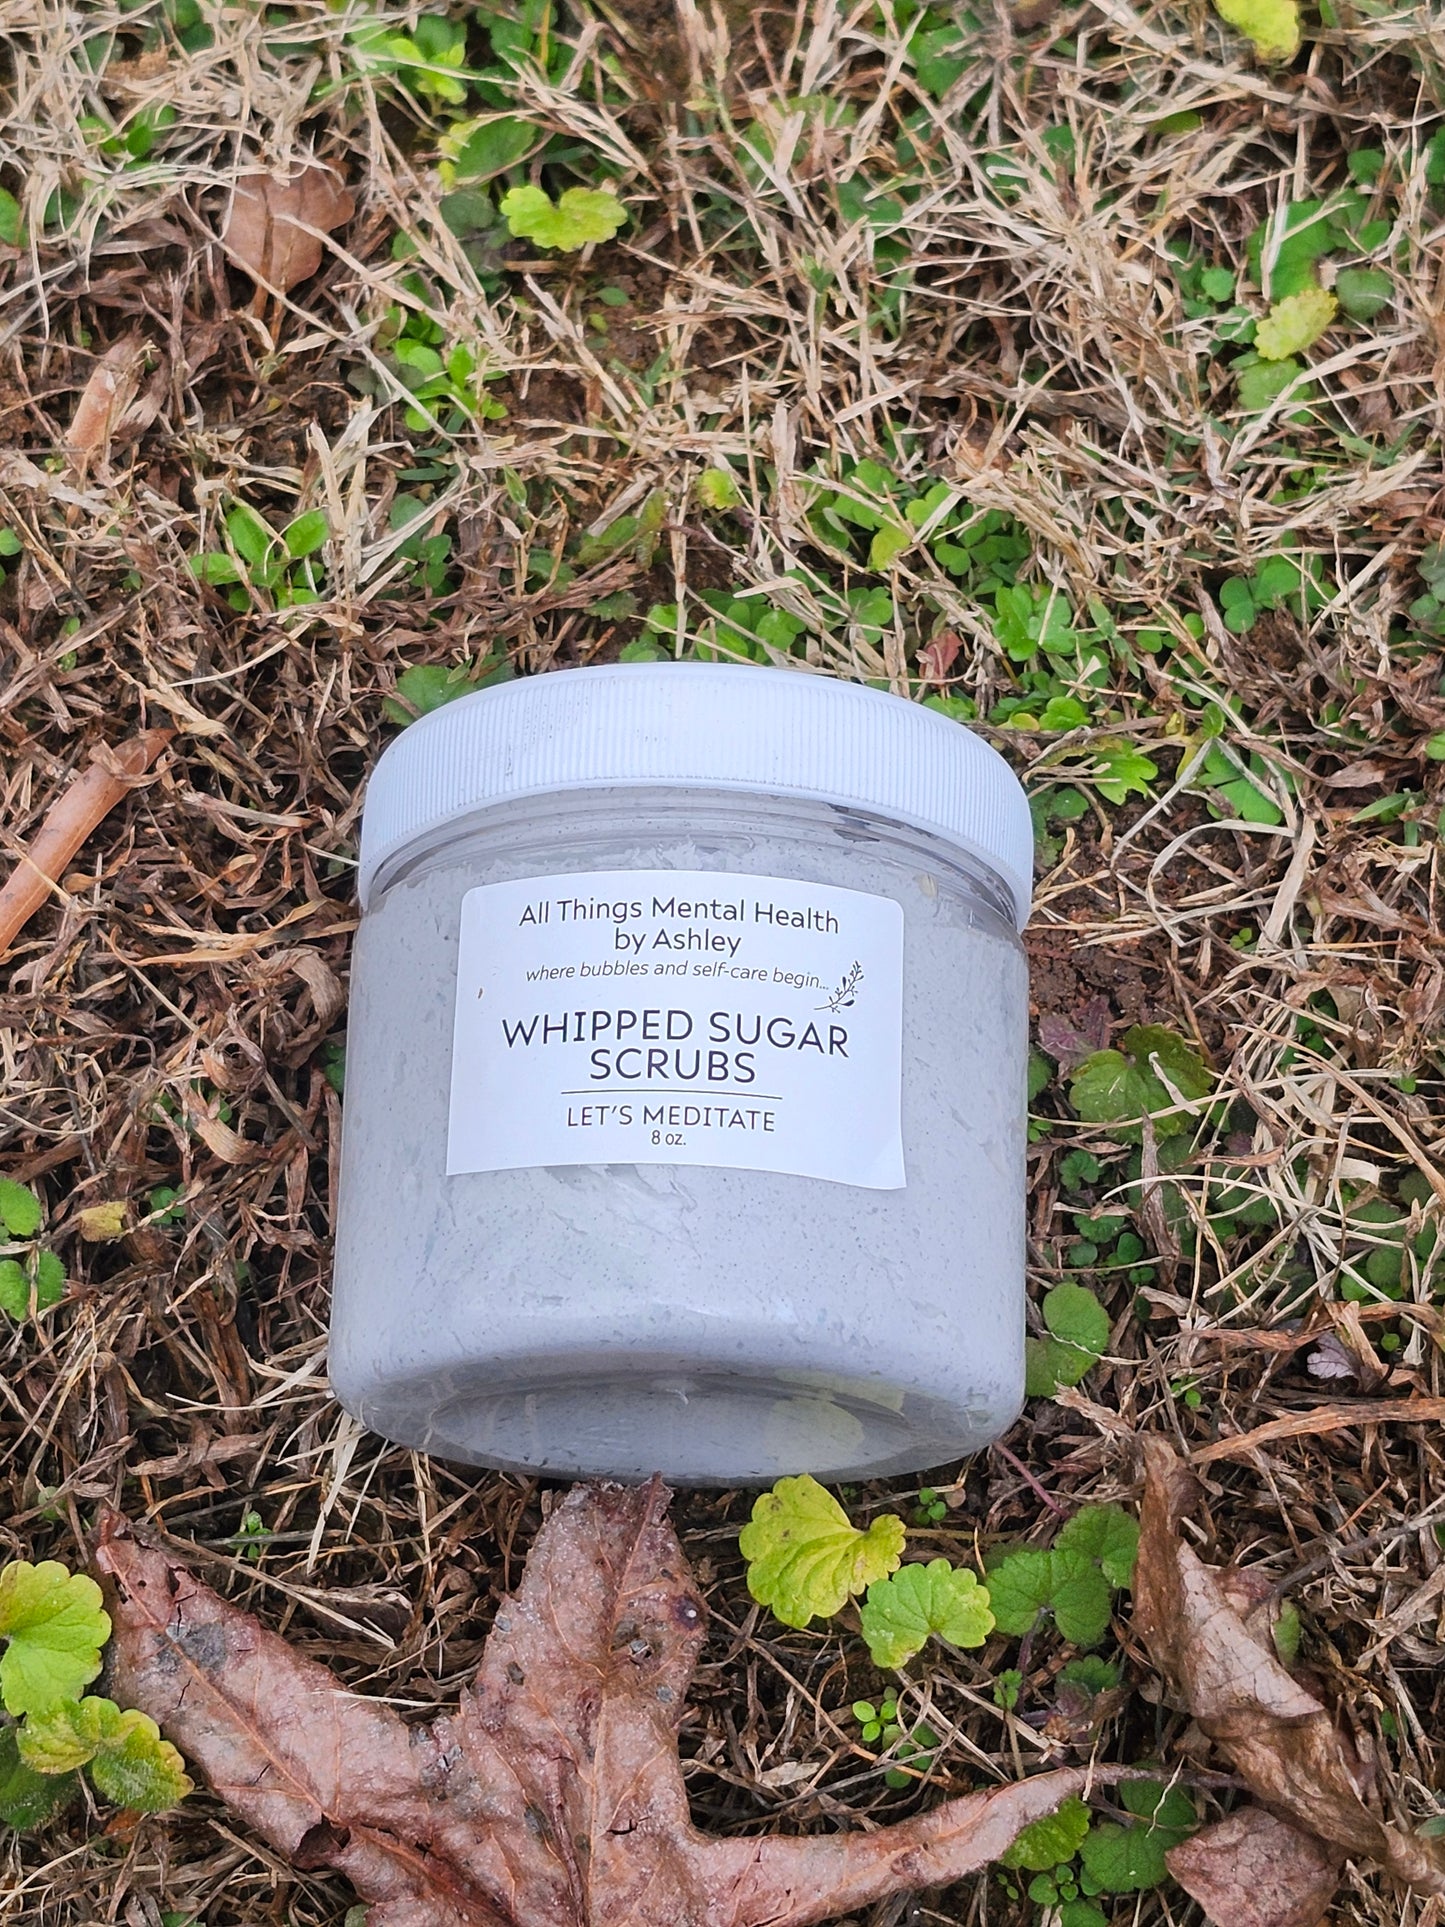 All Things Mental Health
by Ashley
where bubbles and self-care begin...
WHIPPED SUGAR
SCRUBS
LET'S MEDITATE
8 oz.